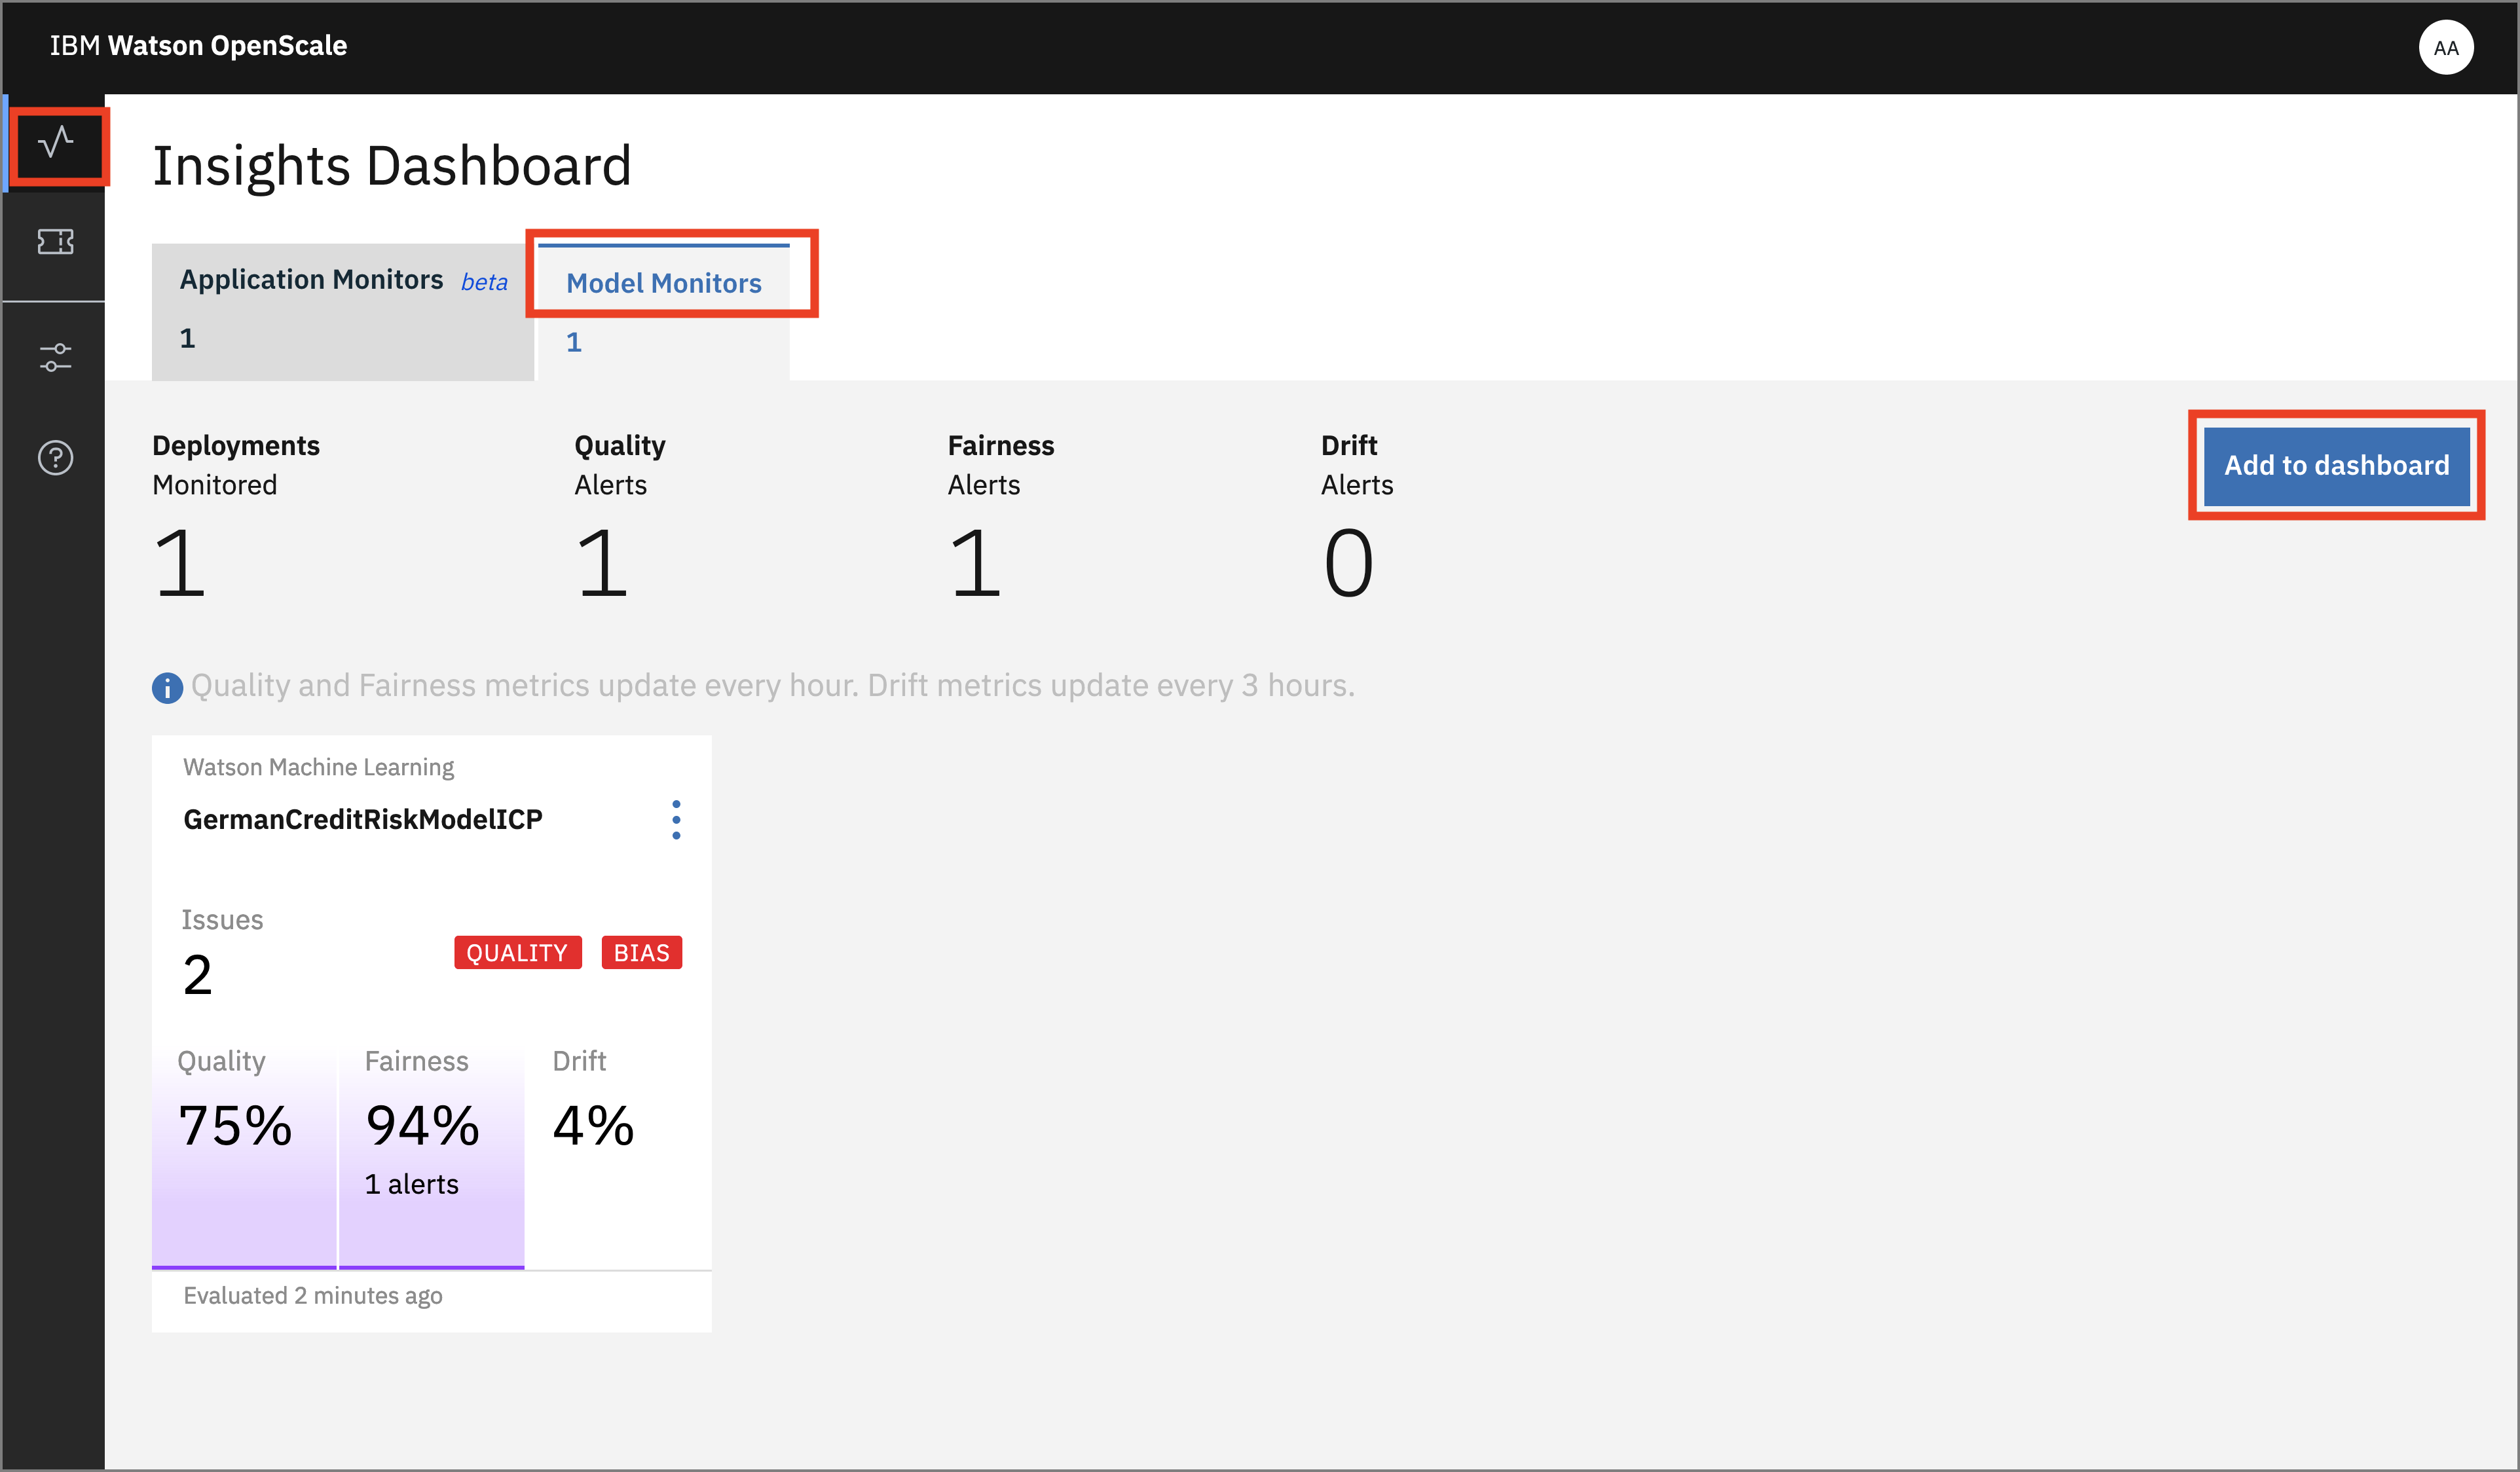 IBM Watson OpenScale
AA
Insights Dashboard
Application Monitors beta
1
Model Monitors
1
Deployments
Monitored
1
Quality
Alerts
1
Fairness
Alerts
1
Drift
Alerts
0
Add to dashboard
Quality and Fairness metrics update every hour. Drift metrics update every 3 hours.
Watson Machine Learning
GermanCreditRiskModelICP
Issues
2
QUALITY BIAS
Quality
75%
Fairness
94%
1 alerts
Drift
4%
Evaluated 2 minutes ago